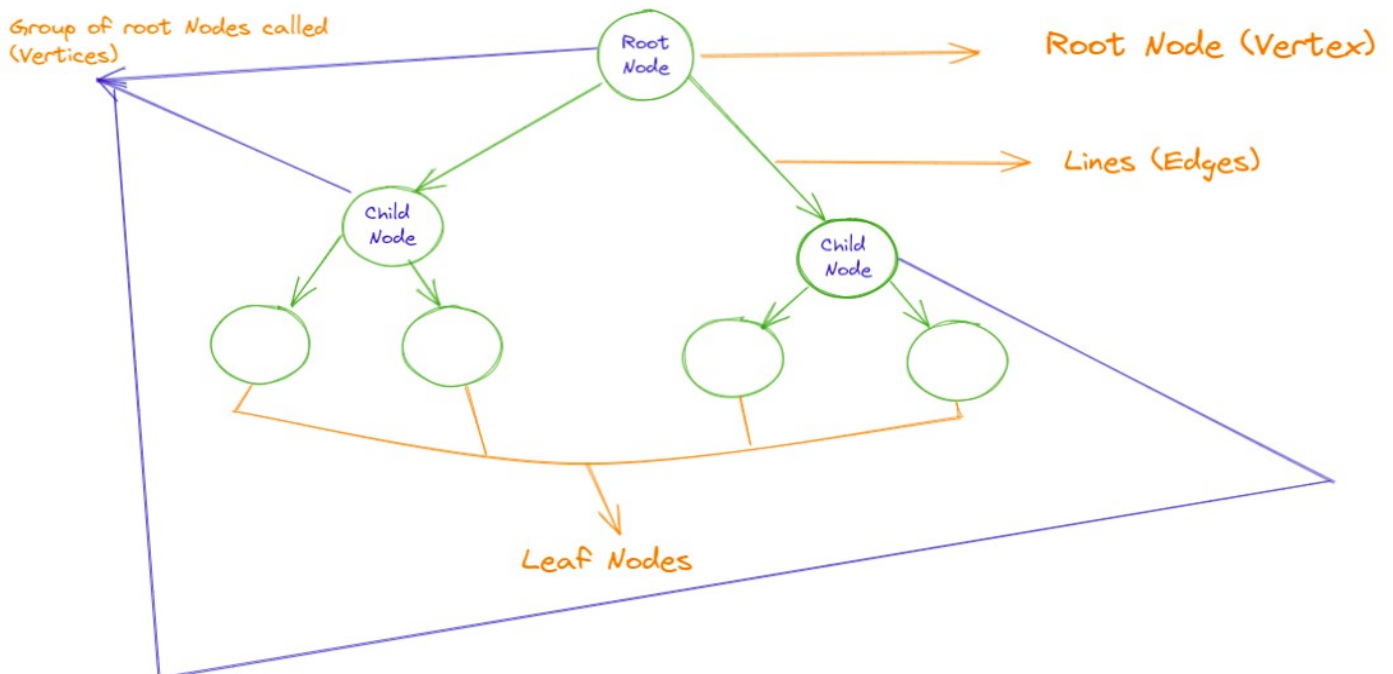 Group of root Nodes called
(Vertices)
Root
Node
Root Node (Vertex)
Lines (Edges)
Child
Node
Child
Node
Leaf Nodes